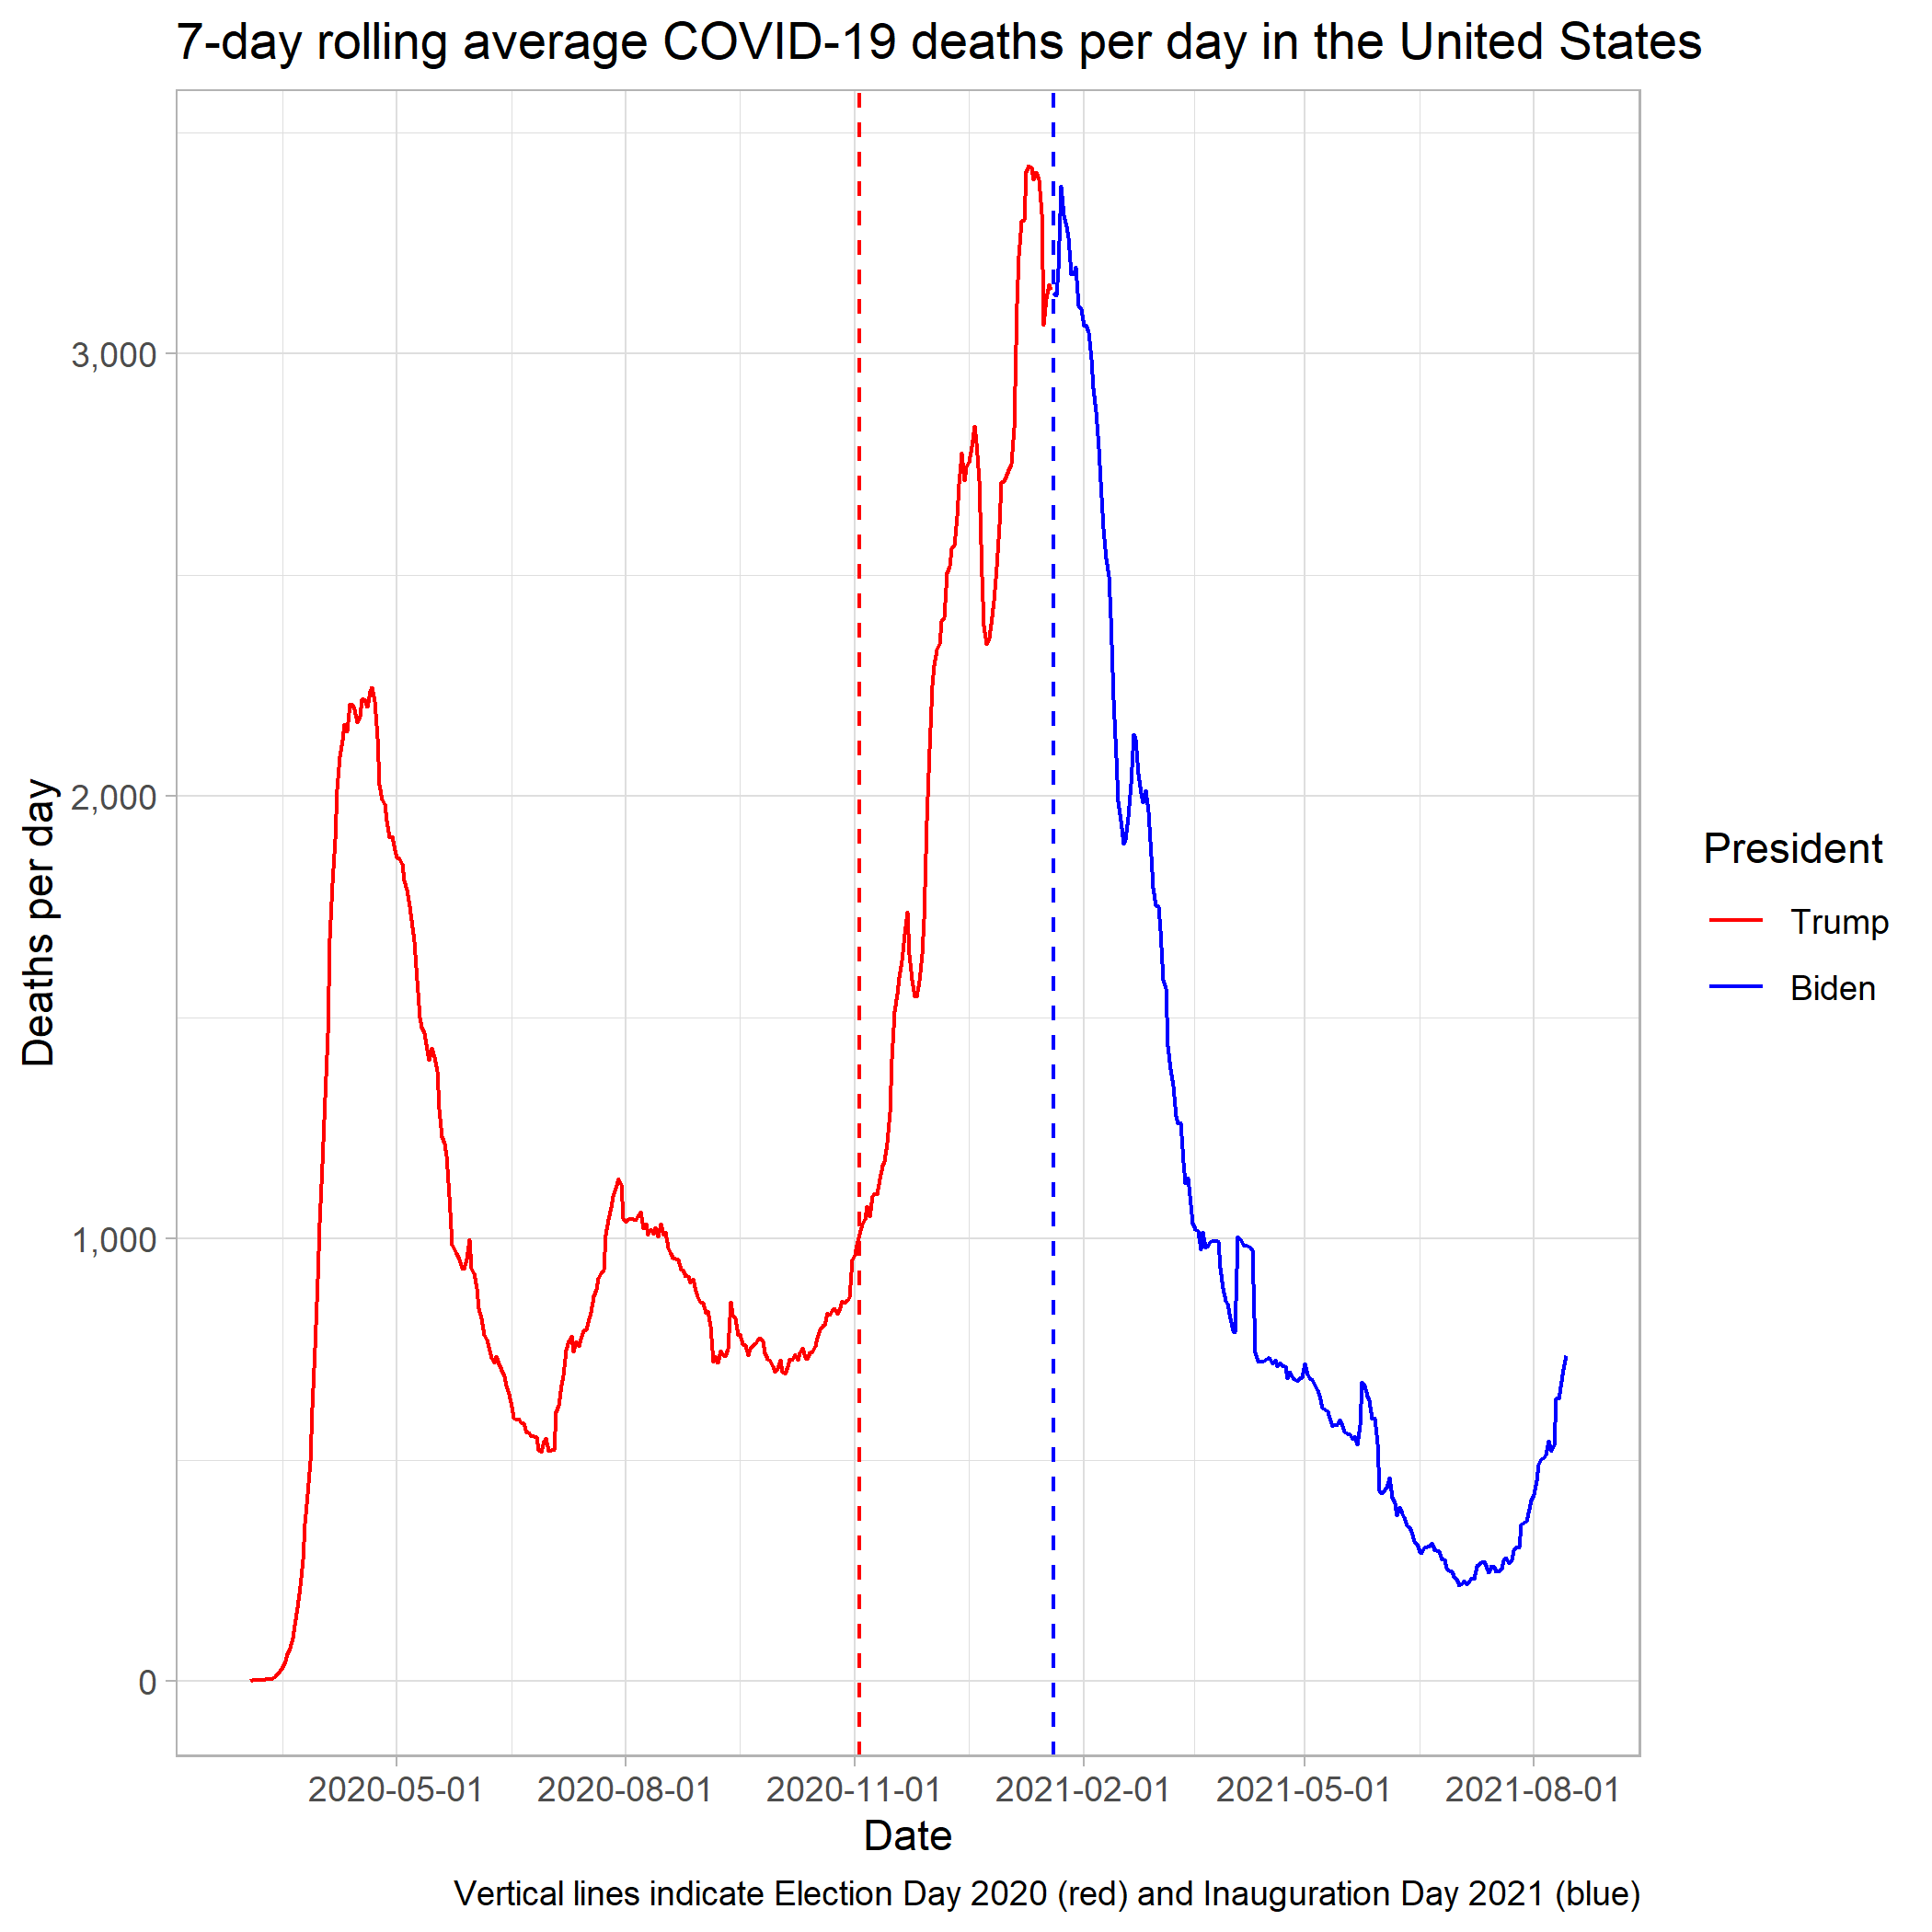 7-day rolling average COVID-19 deaths per day in the United States
Deaths per day
3,000
2,000
1,000
0
2020-05-01 2020-08-01 2020-11-01 2021-02-01 2021-05-01 2021-08-01
Date
President
Trump
Biden
Vertical lines indicate Election Day 2020 (red) and Inauguration Day 2021 (blue)